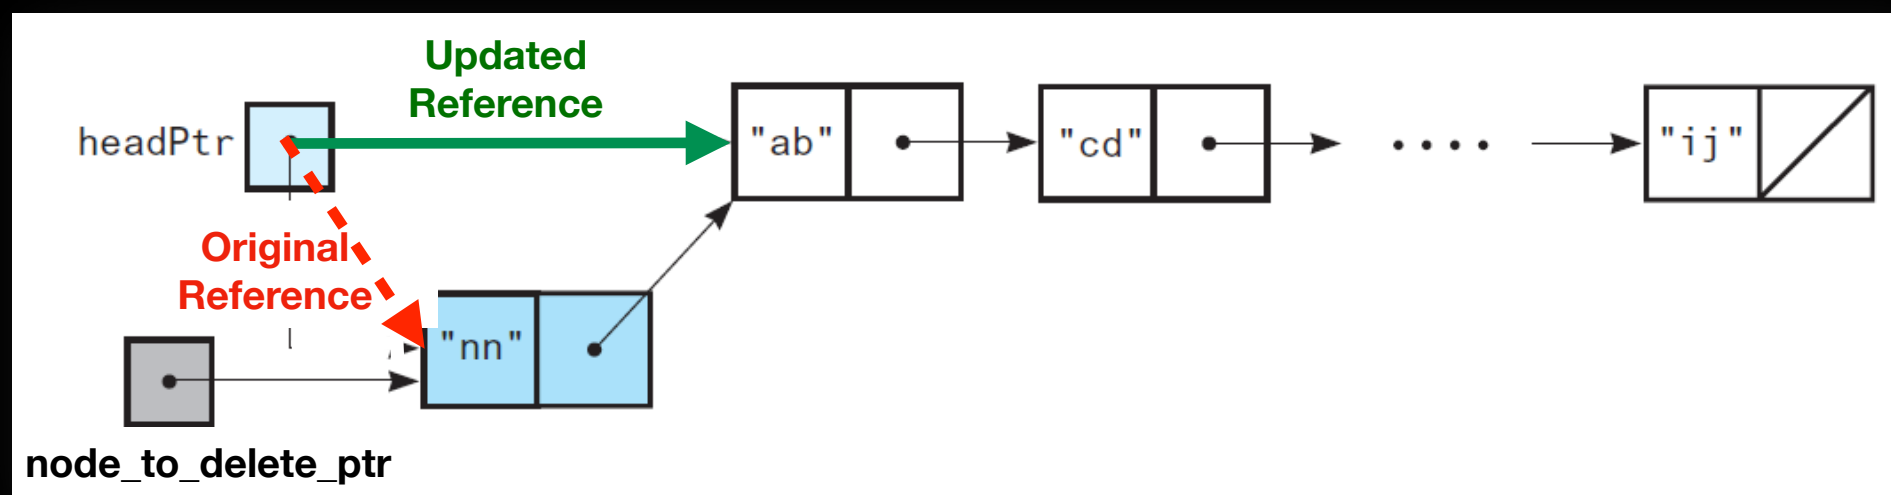 Updated
Reference
headPtr
"ab"
"cd"
"ij"
Original
Reference
"nn"
node_to_delete_ptr